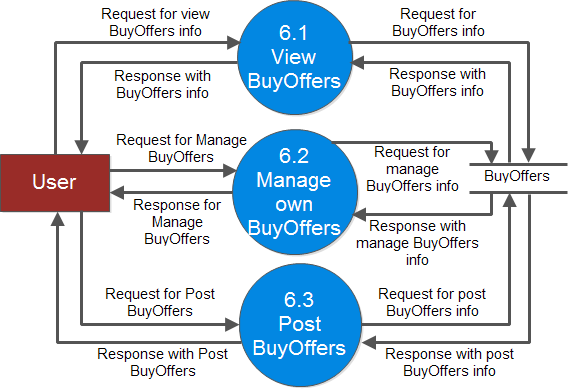 Request for view
BuyOffers info
6.1
View
BuyOffers
Request for
BuyOffers info
Response with
BuyOffers info
Response with
BuyOffers info
User
Request for Manage
BuyOffers
6.2
Manage
own
BuyOffers
Request for
manage
BuyOffers info
BuyOffers
Response for
Manage
BuyOffers
Response with
manage BuyOffers
info
Request for Post
BuyOffers
6.3
Post
BuyOffers
Request for post
BuyOffers info
Response with Post
BuyOffers
Response with post
BuyOffers info